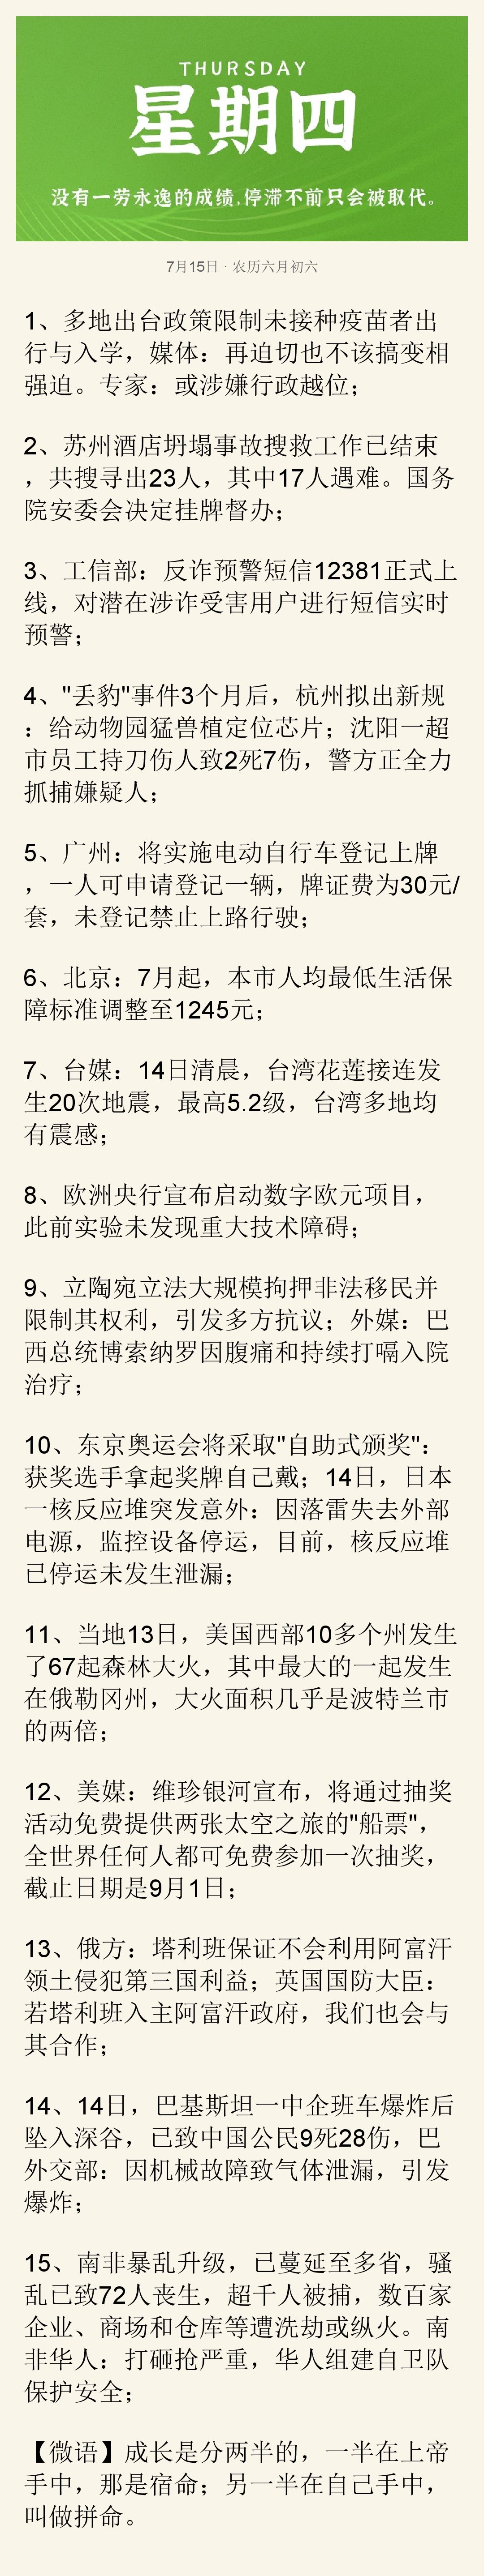 THURSDAY
星期四
没有一劳永逸的成绩,停滞不前只会被取代。
7月15日 · 农历六月初六
1、多地出台政策限制未接种疫苗者出
行与入学，媒体：再迫切也不该搞变相
强迫。专家：或涉嫌行政越位；
2、苏州酒店坍塌事故搜救工作已结束
，共搜寻出23人，其中17人遇难。国务
院安委会决定挂牌督办；
3、工信部：反诈预警短信12381正式上
线，对潜在涉诈受害用户进行短信实时
预警；
4、"丢豹"事件3个月后，杭州拟出新规
：给动物园猛兽植定位芯片；沈阳一超
市员工持刀伤人致2死7伤，警方正全力
抓捕嫌疑人；
5、广州：将实施电动自行车登记上牌
，一人可申请登记一辆，牌证费为30元/
套，未登记禁止上路行驶；
6、北京：7月起，本市人均最低生活保
障标准调整至1245元；
7、台媒：14日清晨，台湾花莲接连发
生20次地震，最高5.2级，台湾多地均
有震感；
8、欧洲央行宣布启动数字欧元项目，
此前实验未发现重大技术障碍；
9、立陶宛立法大规模拘押非法移民并
限制其权利，引发多方抗议；外媒：巴
西总统博索纳罗因腹痛和持续打嗝入院
治疗；
10、东京奥运会将采取"自助式颁奖"：
获奖选手拿起奖牌自己戴；14日，日本
一核反应堆突发意外：因落雷失去外部
电源，监控设备停运，目前，核反应堆
已停运未发生泄漏；
11、当地13日，美国西部10多个州发生
了67起森林大火，其中最大的一起发生
在俄勒冈州，大火面积几乎是波特兰市
的两倍；
12、美媒：维珍银河宣布，将通过抽奖
活动免费提供两张太空之旅的"船票"，
全世界任何人都可免费参加一次抽奖，
截止日期是9月1日；
13、俄方：塔利班保证不会利用阿富汗
领土侵犯第三国利益；英国国防大臣：
若塔利班入主阿富汗政府，我们也会与
其合作；
14、14日，巴基斯坦一中企班车爆炸后
坠入深谷，已致中国公民9死28伤，巴
外交部：因机械故障致气体泄漏，引发
爆炸；
15、南非暴乱升级，已蔓延至多省，骚
乱已致72人丧生，超千人被捕，数百家
企业、商场和仓库等遭洗劫或纵火。南
非华人：打砸抢严重，华人组建自卫队
保护安全；
【微语】成长是分两半的，一半在上帝
手中，那是宿命；另一半在自己手中，
叫做拼命。